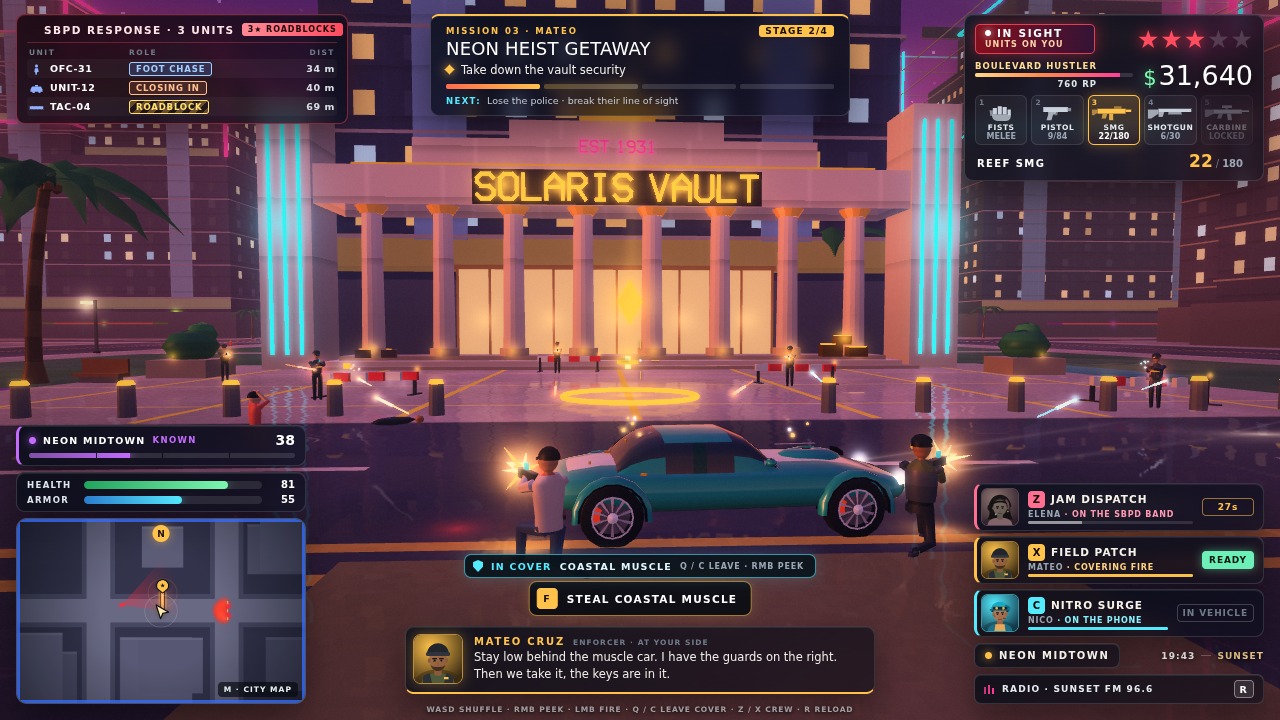 SBPD RESPONSE · 3 UNITS 3★ ROADBLOCKS
UNIT ROLE DIST
OFC-31 FOOT CHASE 34 m
UNIT-12 CLOSING IN 40 m
TAC-04 ROADBLOCK 69 m
MISSION 03 · MATEO STAGE 2/4
NEON HEIST GETAWAY
Take down the vault security
NEXT: Lose the police · break their line of sight
IN SIGHT
UNITS ON YOU
BOULEVARD HUSTLER
760 RP
$31,640
1 2 3 4 5
FISTS PISTOL SMG SHOTGUN CARBINE
MELEE 9/84 22/180 6/30 LOCKED
REEF SMG 22 / 180
EST 1931
SOLARIS VAULT
NEON MIDTOWN KNOWN 38
HEALTH 81
ARMOR 55
N
M · CITY MAP
IN COVER COASTAL MUSCLE Q / C LEAVE · RMB PEEK
F STEAL COASTAL MUSCLE
MATEO CRUZ ENFORCER · AT YOUR SIDE
Stay low behind the muscle car. I have the guards on the right.
Then we take it, the keys are in it.
WASD SHUFFLE · RMB PEEK · LMB FIRE · Q / C LEAVE COVER · Z / X CREW · R RELOAD
Z JAM DISPATCH 27s
ELENA · ON THE SBPD BAND
X FIELD PATCH READY
MATEO · COVERING FIRE
C NITRO SURGE IN VEHICLE
NICO · ON THE PHONE
NEON MIDTOWN 19:43 — SUNSET
RADIO · SUNSET FM 96.6 R